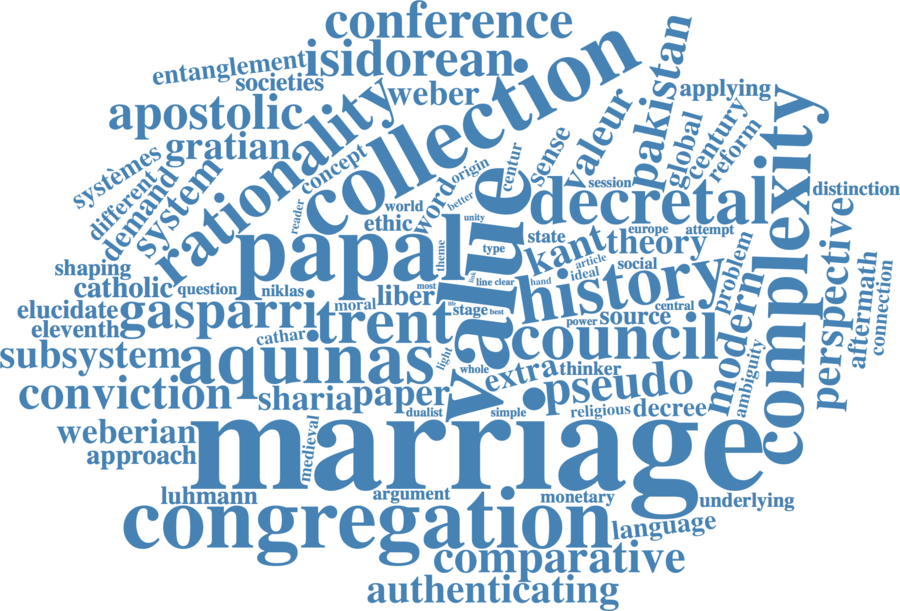 conference
collection
isidorean
entanglement
societies
weber
pakistan
applying
apostolic
rationality
valeur
global
century
reform
complexity
gratian
concept
origin
centur
sense
systèmes
different
demand
system
reader
world
word
better
value
session
decretal
distinction
ethic
unity
papal
theme
type
state
kant
europe
attempt
theory
shaping
catholic
question
niklas
moral
liber
most
link
line
clear
hand
article
ideal
social
history
problem
modern
perspective
aftermath
connection
elucidate
eleventh
gasparri
trent
life
stage
best
power
source
central
council
cathar
subsystem
aquinas
light
whole
extra
thinker
pseudo
ambiguity
conviction
sharia
paper
dualist
simple
religious
decree
weberian
approach
medieval
marriage
luhmann
argument
monetary
underlying
congregation
language
comparative
authenticating